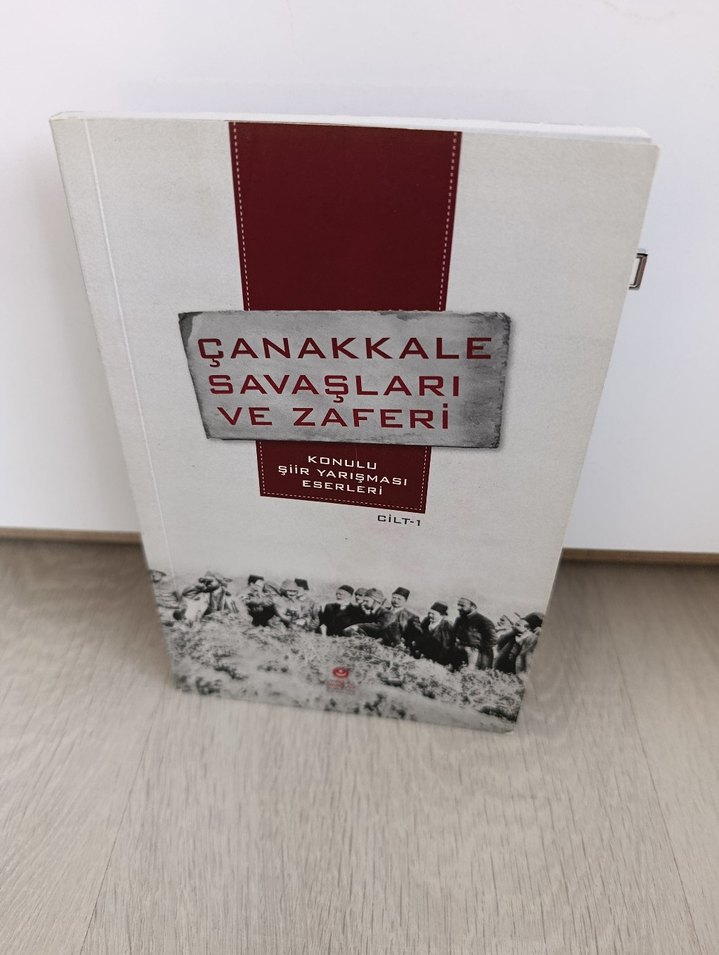 ÇANAKKALE
SAVAŞLARI
VE ZAFERİ
KONULU
ŞİİR YARIŞMASI
ESERLERİ
CİLT-1